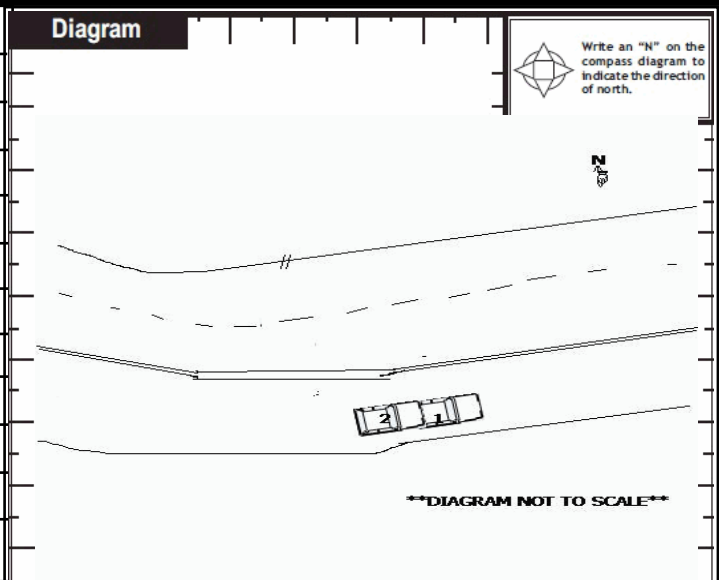 Diagram
Write an “N” on the
compass diagram to
indicate the direction
of north.
N
2 1
**DIAGRAM NOT TO SCALE**